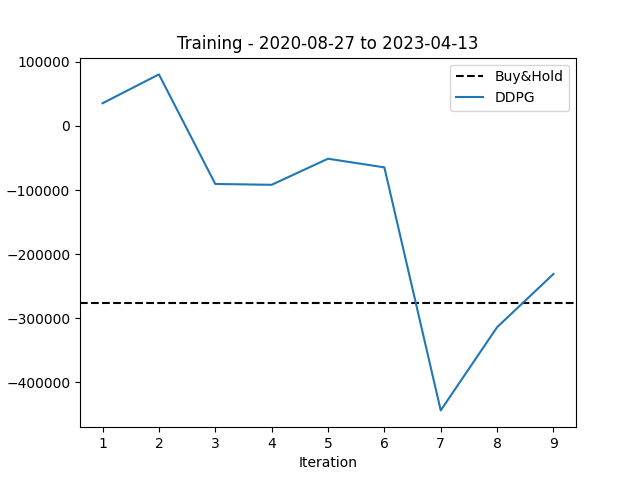 Training - 2020-08-27 to 2023-04-13
100000
0
−100000
−200000
−300000
−400000
Buy&Hold
DDPG
1 2 3 4 5 6 7 8 9
Iteration